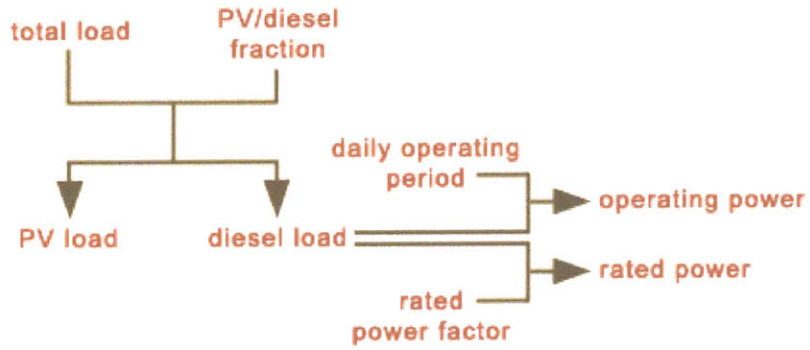 total load
PV/diesel
fraction
daily operating
period
operating power
PV load
diesel load
rated power
rated
power factor